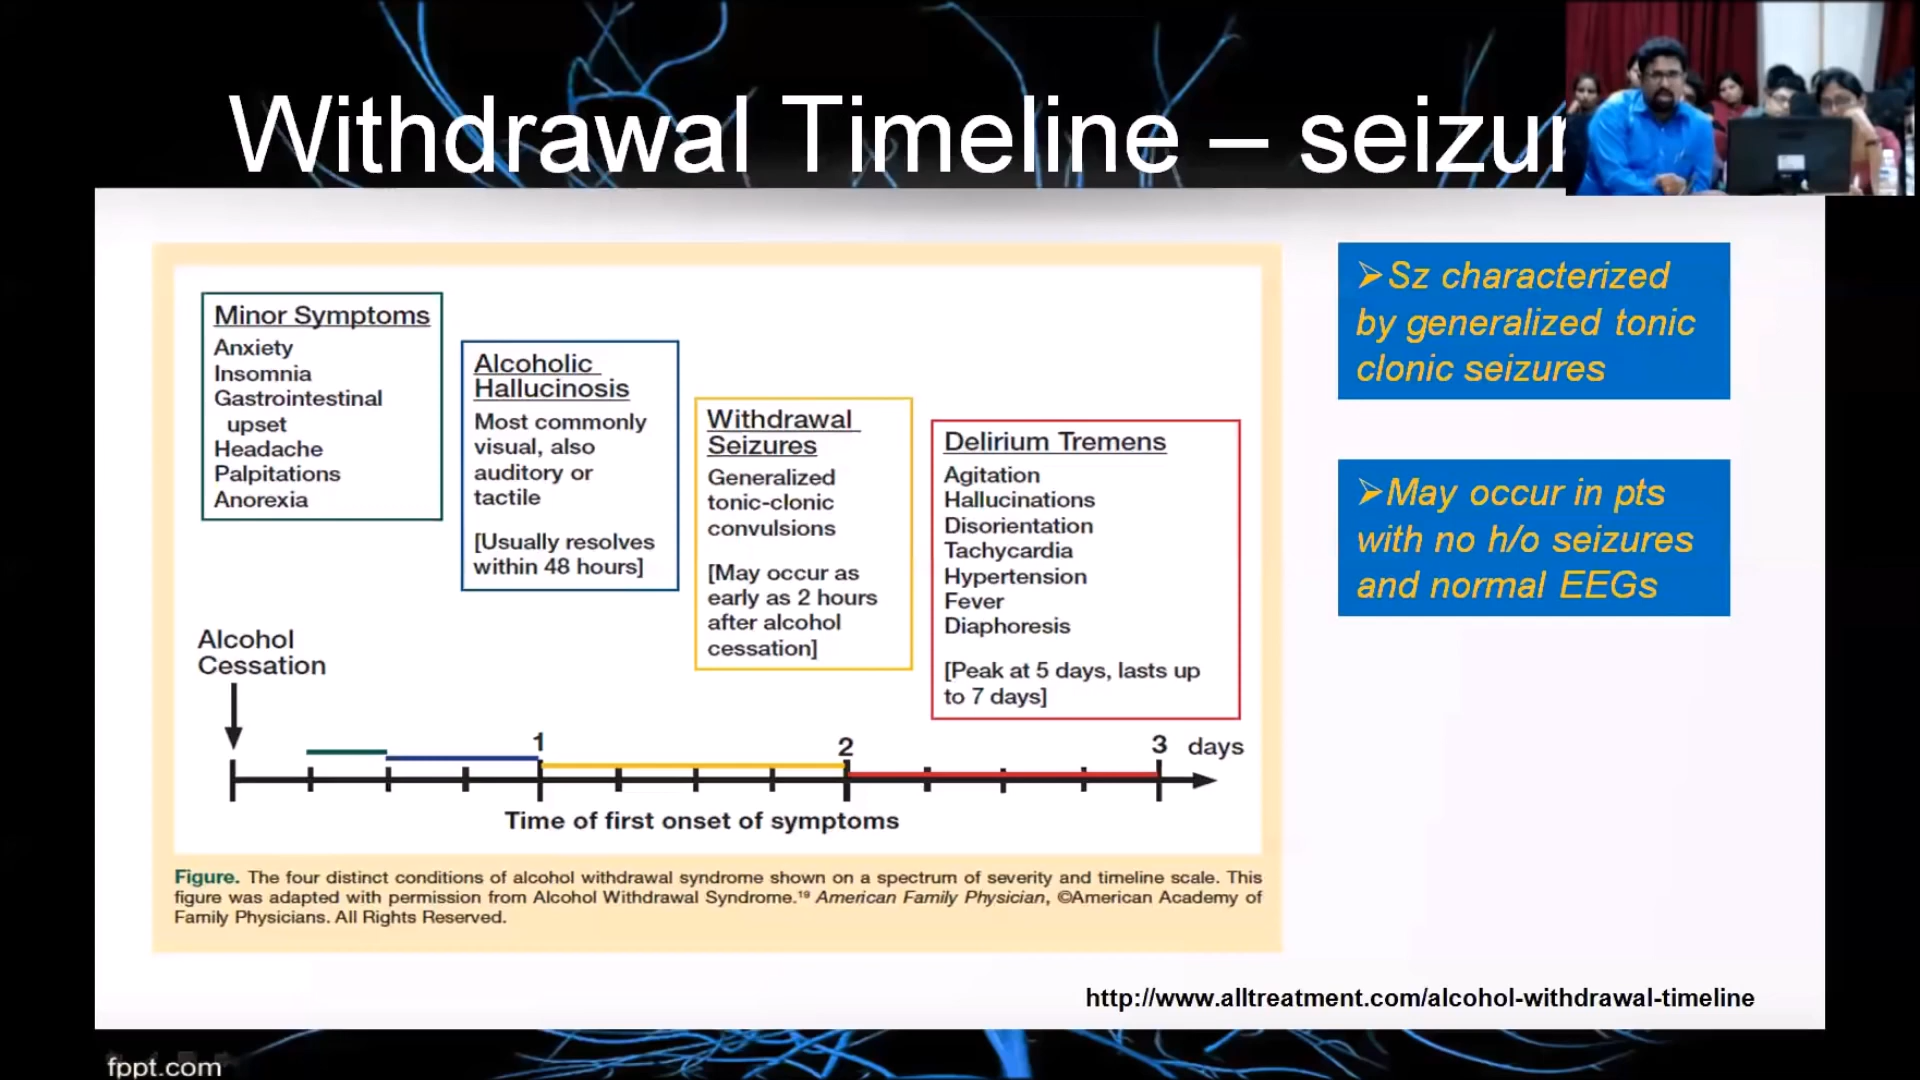 Withdrawal Timeline – seizur
Minor Symptoms
Anxiety
Insomnia
Gastrointestinal
upset
Headache
Palpitations
Anorexia
Alcoholic
Hallucinosis
Most commonly
visual, also
auditory or
tactile
[Usually resolves
within 48 hours]
Withdrawal
Seizures
Generalized
tonic-clonic
convulsions
[May occur as
early as 2 hours
after alcohol
cessation]
Delirium Tremens
Agitation
Hallucinations
Disorientation
Tachycardia
Hypertension
Fever
Diaphoresis
[Peak at 5 days, lasts up
to 7 days]
Alcohol
Cessation
1 2 3 days
Time of first onset of symptoms
Figure. The four distinct conditions of alcohol withdrawal syndrome shown on a spectrum of severity and timeline scale. This
figure was adapted with permission from Alcohol Withdrawal Syndrome.¹⁹ American Family Physician, ©American Academy of
Family Physicians. All Rights Reserved.
➢Sz characterized
by generalized tonic
clonic seizures
➢May occur in pts
with no h/o seizures
and normal EEGs
http://www.alltreatment.com/alcohol-withdrawal-timeline
fppt.com